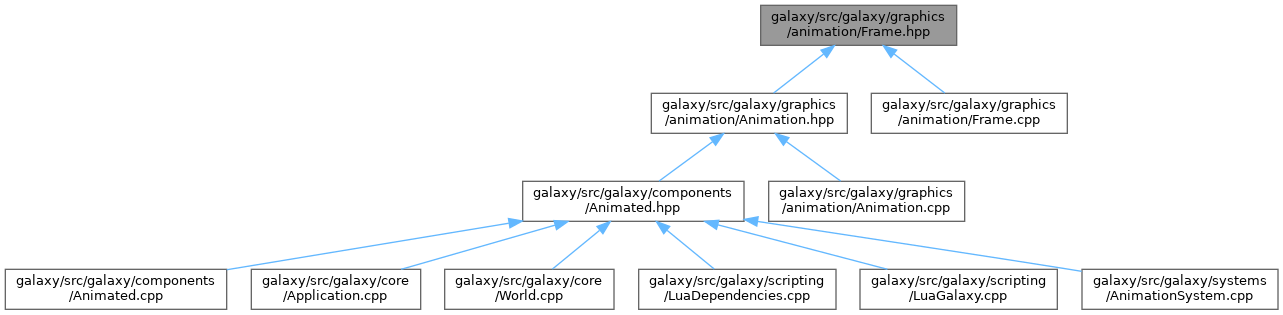 galaxy/src/galaxy/graphics
/animation/Frame.hpp
galaxy/src/galaxy/graphics
/animation/Animation.hpp
galaxy/src/galaxy/graphics
/animation/Frame.cpp
galaxy/src/galaxy/components
/Animated.hpp
galaxy/src/galaxy/graphics
/animation/Animation.cpp
galaxy/src/galaxy/components
/Animated.cpp
galaxy/src/galaxy/core
/Application.cpp
galaxy/src/galaxy/core
/World.cpp
galaxy/src/galaxy/scripting
/LuaDependencies.cpp
galaxy/src/galaxy/scripting
/LuaGalaxy.cpp
galaxy/src/galaxy/systems
/AnimationSystem.cpp